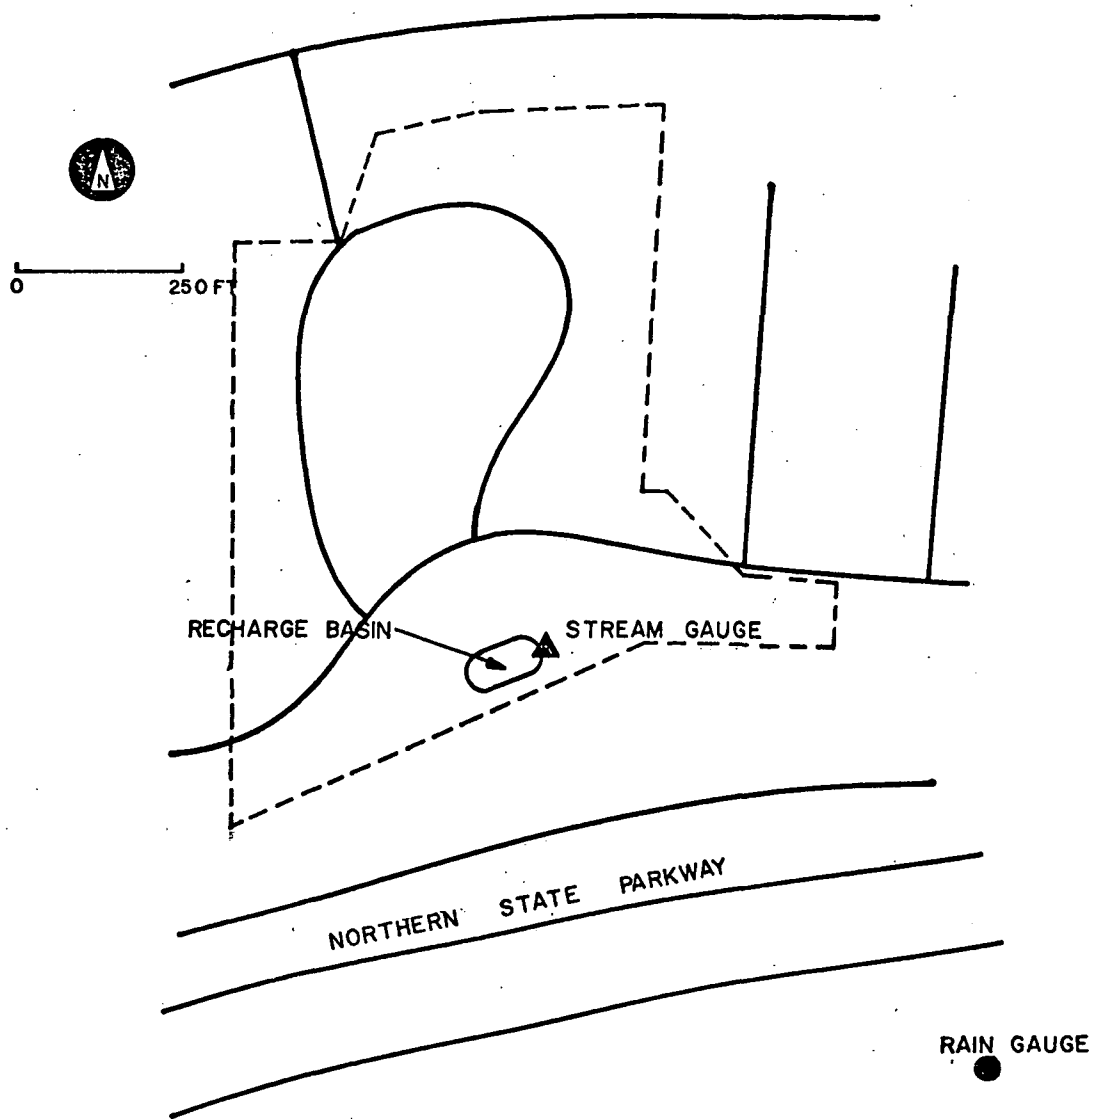 N
0 250 FT
RECHARGE BASIN
STREAM GAUGE
NORTHERN STATE PARKWAY
RAIN GAUGE